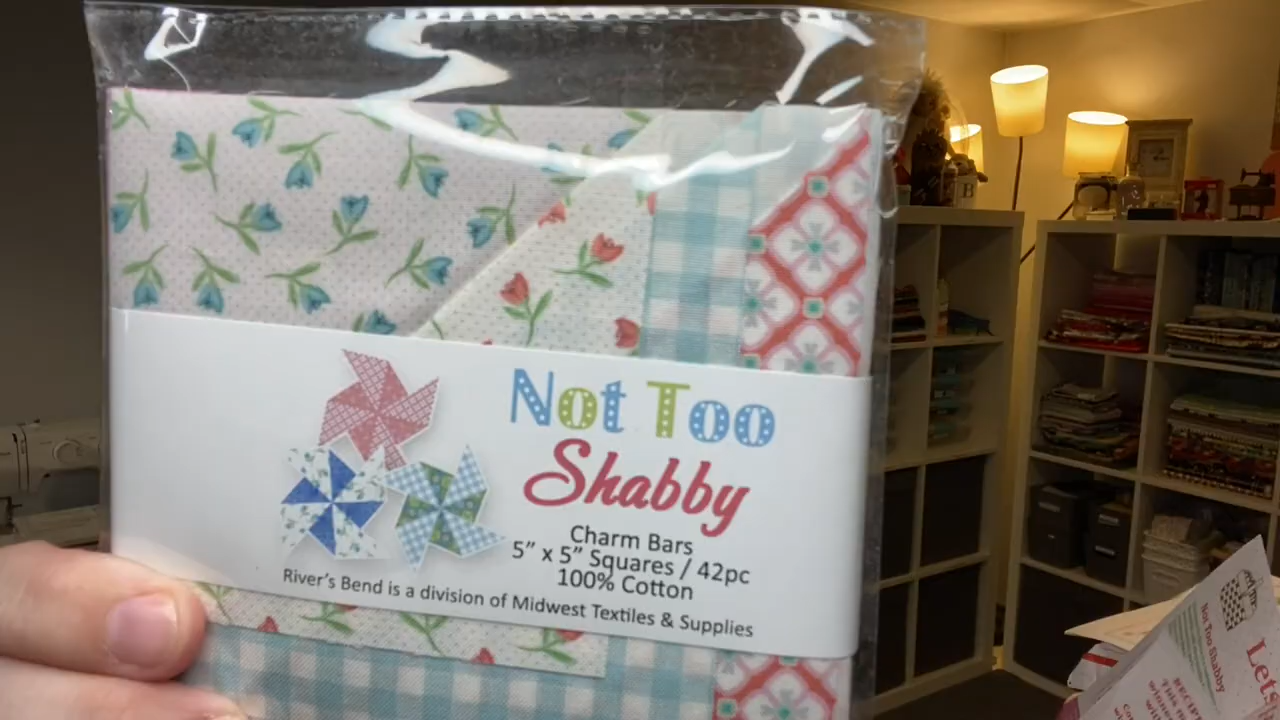 Not Too
Shabby
Charm Bars
5" x 5" Squares / 42pc
100% Cotton
River's Bend is a division of Midwest Textiles & Supplies
B
Not Too Shabby
Let's